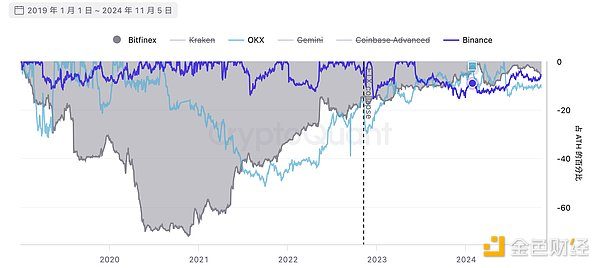 2019 年 1 月 1 日 ~ 2024 年 11 月 5 日
Bitfinex Kraken OKX Gemini Coinbase Advanced Binance
0
-20
-40
-60
占 ATH 的百分比
FTX collapse
CryptoQuant
2020 2021 2022 2023 2024
金色财经